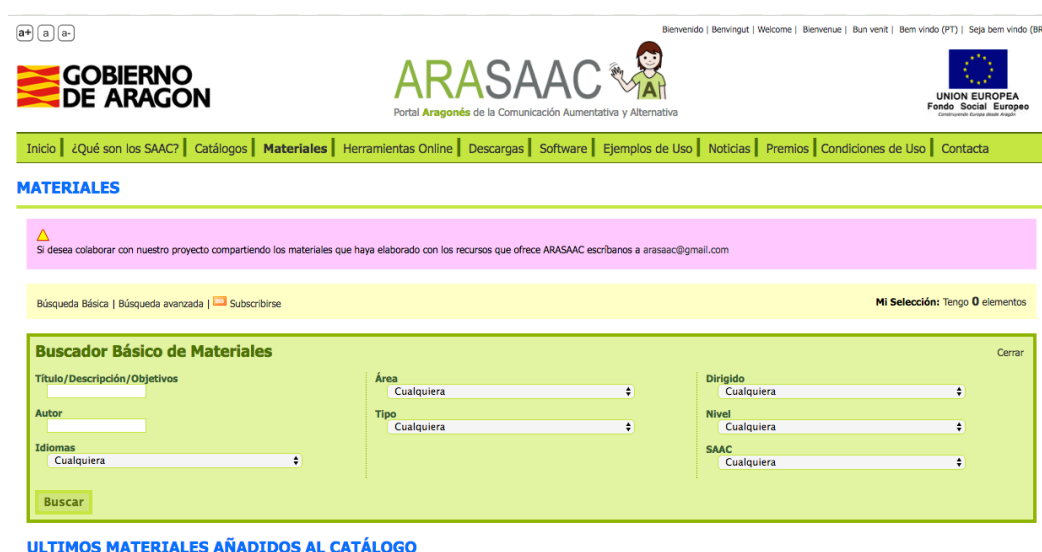 a+ a a-
Bienvenido | Benvingut | Welcome | Bienvenue | Bun venit | Bem vindo (PT) | Seja bem vindo (BR
GOBIERNO
DE ARAGON
ARASAAC
Portal Aragonés de la Comunicación Aumentativa y Alternativa
UNION EUROPEA
Fondo Social Europeo
Construyendo Europa desde Aragón
Inicio ¿Qué son los SAAC? Catálogos Materiales Herramientas Online Descargas Software Ejemplos de Uso Noticias Premios Condiciones de Uso Contacta
MATERIALES
Si desea colaborar con nuestro proyecto compartiendo los materiales que haya elaborado con los recursos que ofrece ARASAAC escríbanos a arasaac@gmail.com
Búsqueda Básica | Búsqueda avanzada | Subscribirse
Mi Selección: Tengo 0 elementos
Buscador Básico de Materiales
Cerrar
Título/Descripción/Objetivos
Autor
Idiomas
Cualquiera
Área
Cualquiera
Tipo
Cualquiera
Dirigido
Cualquiera
Nivel
Cualquiera
SAAC
Cualquiera
Buscar
ULTIMOS MATERIALES AÑADIDOS AL CATÁLOGO